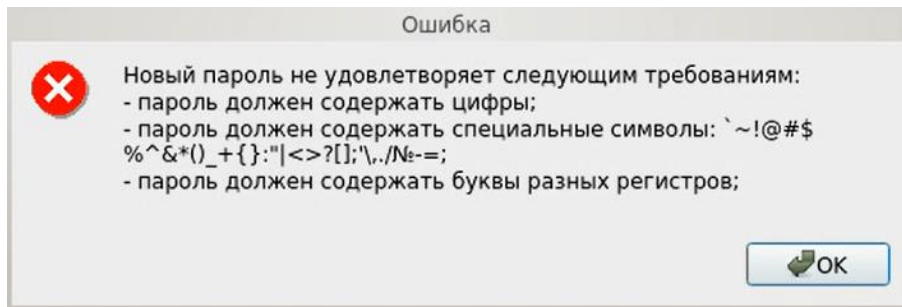 Ошибка
Новый пароль не удовлетворяет следующим требованиям:
- пароль должен содержать цифры;
- пароль должен содержать специальные символы: `~!@#$
%^&*()_+{}:"|<>?[];'\,./№-=;
- пароль должен содержать буквы разных регистров;
ОК